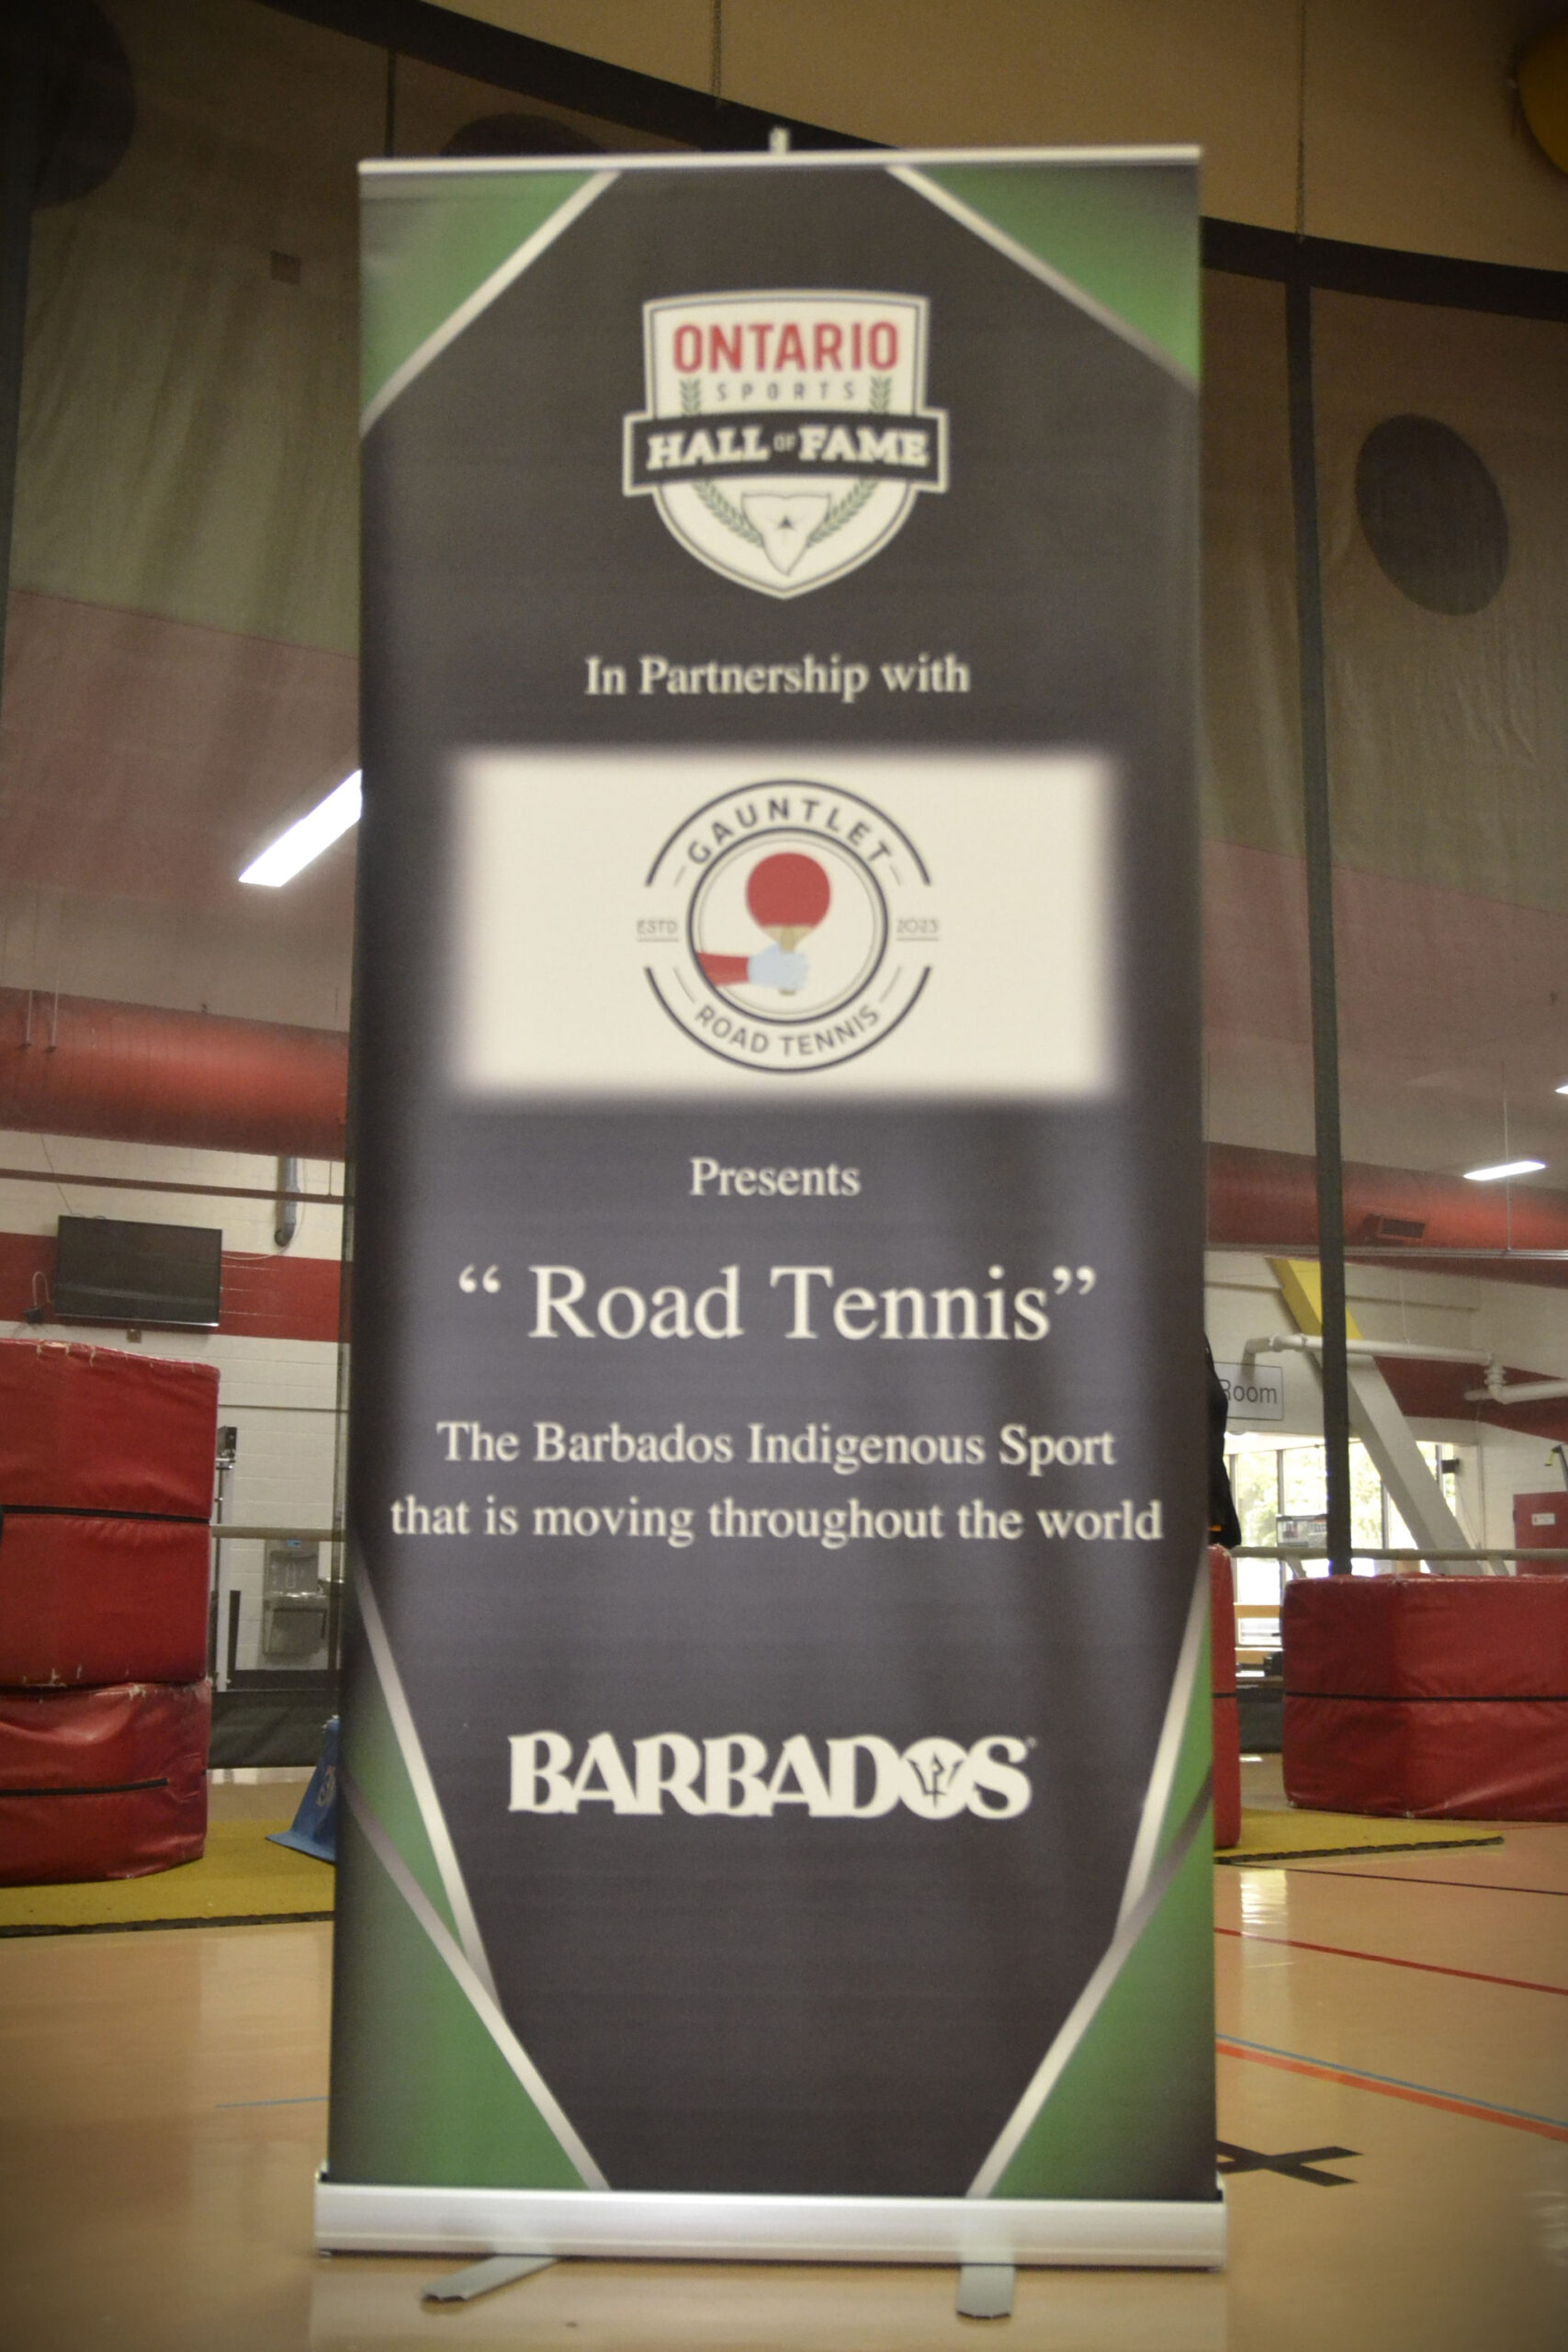 ONTARIO
SPORTS
HALL OF FAME
In Partnership with
GAUNTLET
ESTD 2023
ROAD TENNIS
Presents
“ Road Tennis”
The Barbados Indigenous Sport
that is moving throughout the world
BARBADOS
Room